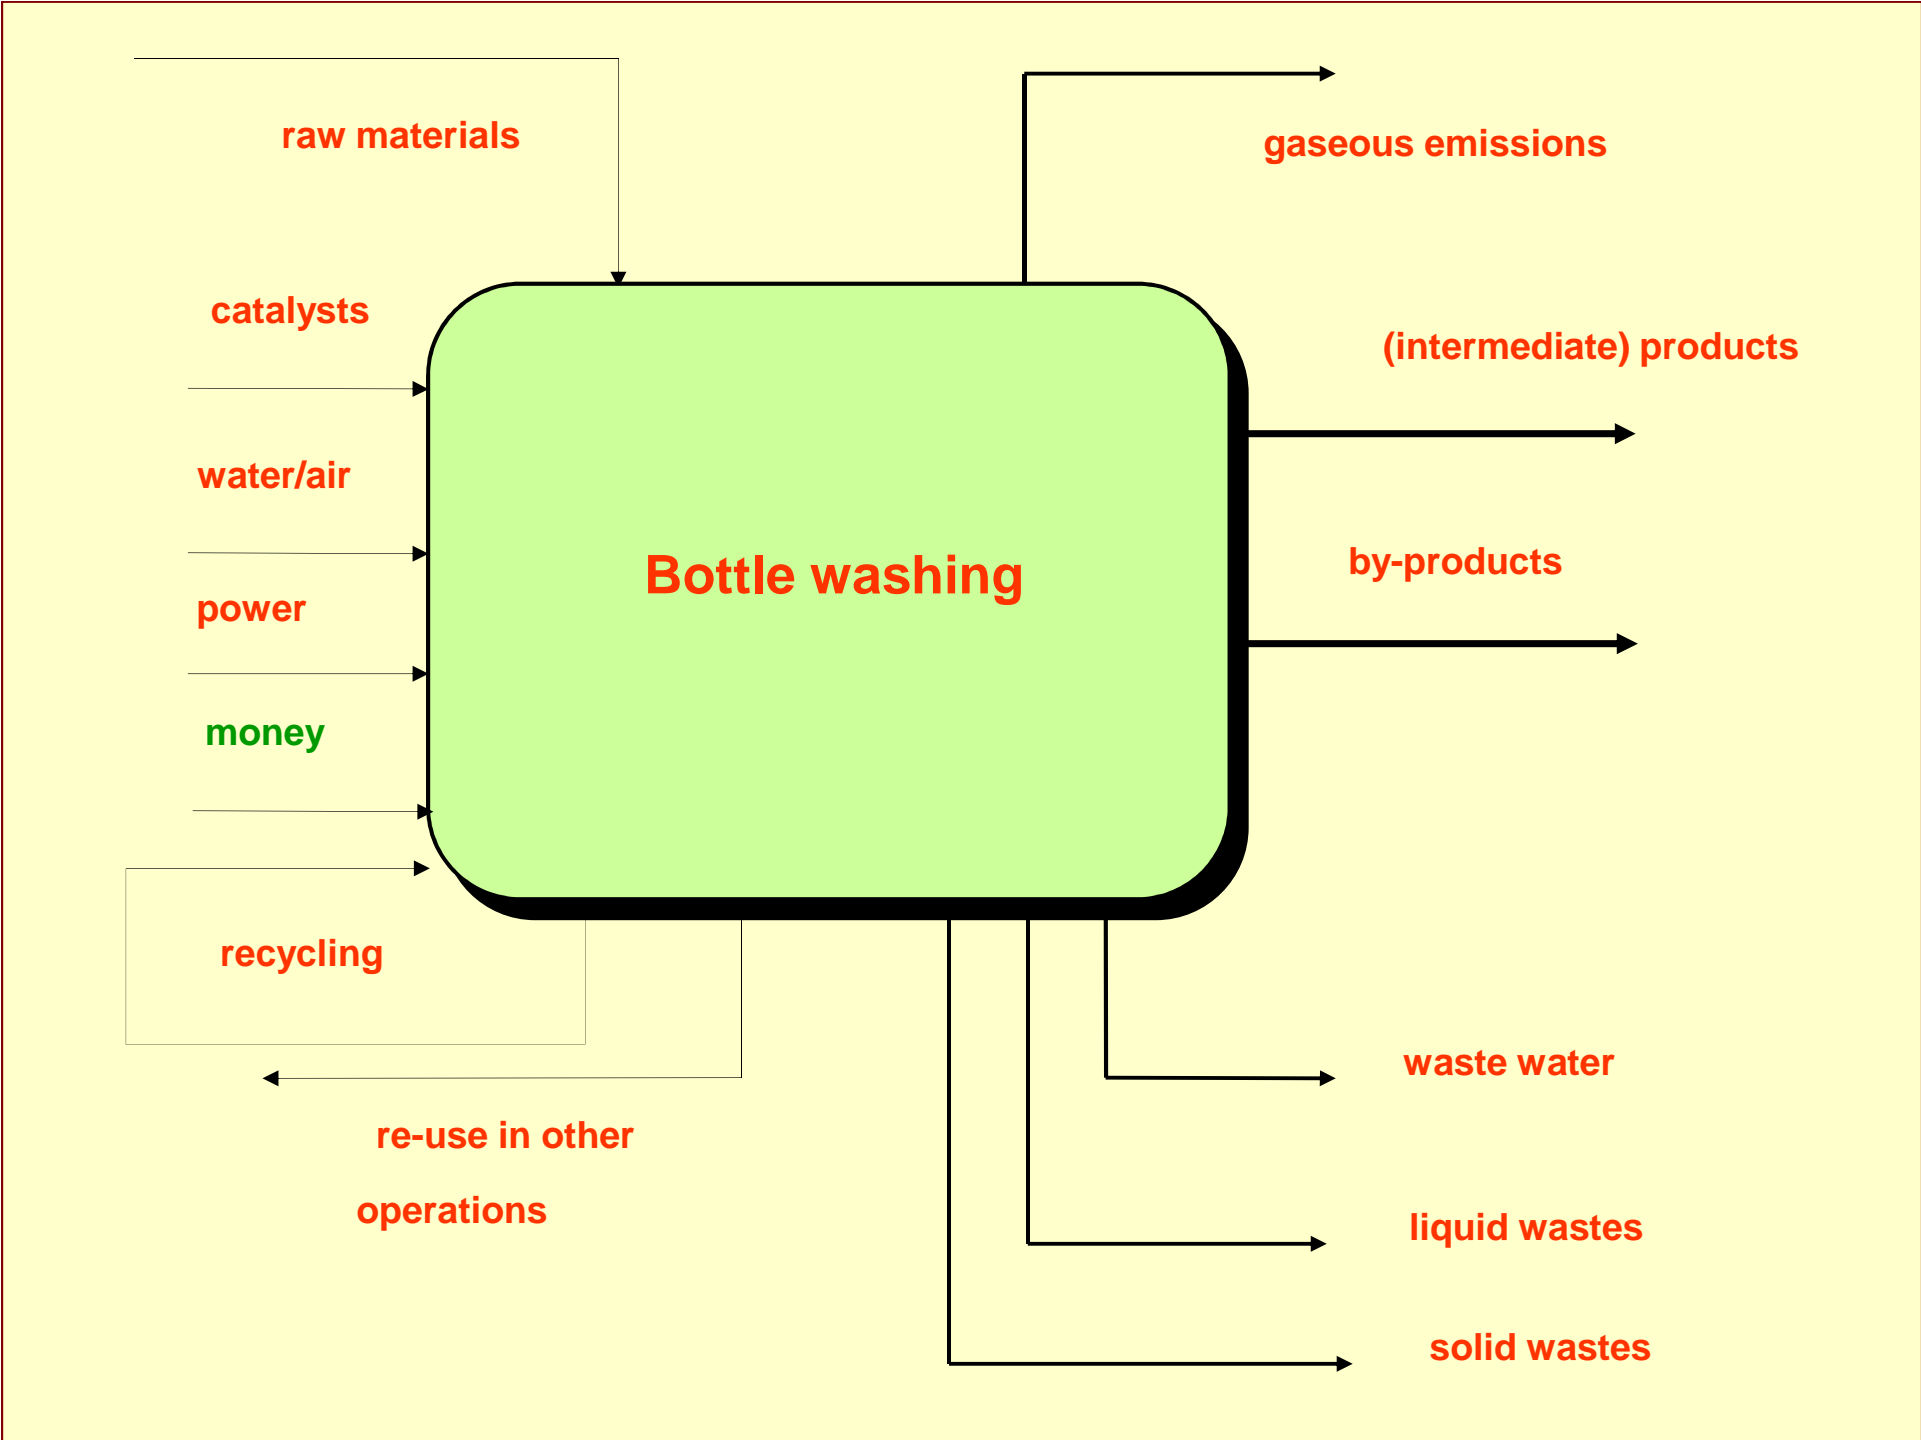 raw materials
gaseous emissions
catalysts
(intermediate) products
water/air
by-products
Bottle washing
power
money
recycling
waste water
re-use in other
operations
liquid wastes
solid wastes